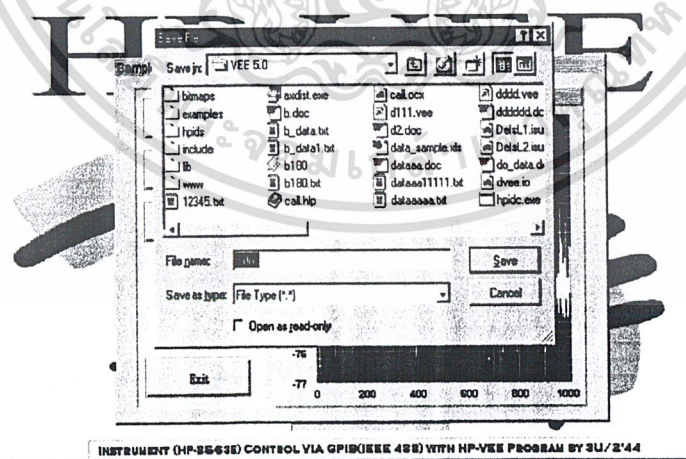 HP VEE
Save File
Sampl
Save in: VEE 5.0
bitmaps
examples
hpids
include
lib
www
12345.txt
axdist.exe
b.doc
b_data.txt
b_data1.txt
b180
b180.txt
call.hlp
call.ocx
d111.vee
d2.doc
data_sample.xls
dataaa.doc
dataaa11111.txt
dataaaaa.txt
dddd.vee
dddddd.dc
DelsL1.isu
DelsL2.isu
do_data.d
dvee.io
hpidc.exe
File name:
Save
Save as type: File Type (*.*)
Cancel
Open as read-only
Exit
-76
-77
0 200 400 600 800 1000
INSTRUMENT (HP-8563E) CONTROL VIA GPIB(IEEE 488) WITH HP-VEE PROGRAM BY 3U/2'44